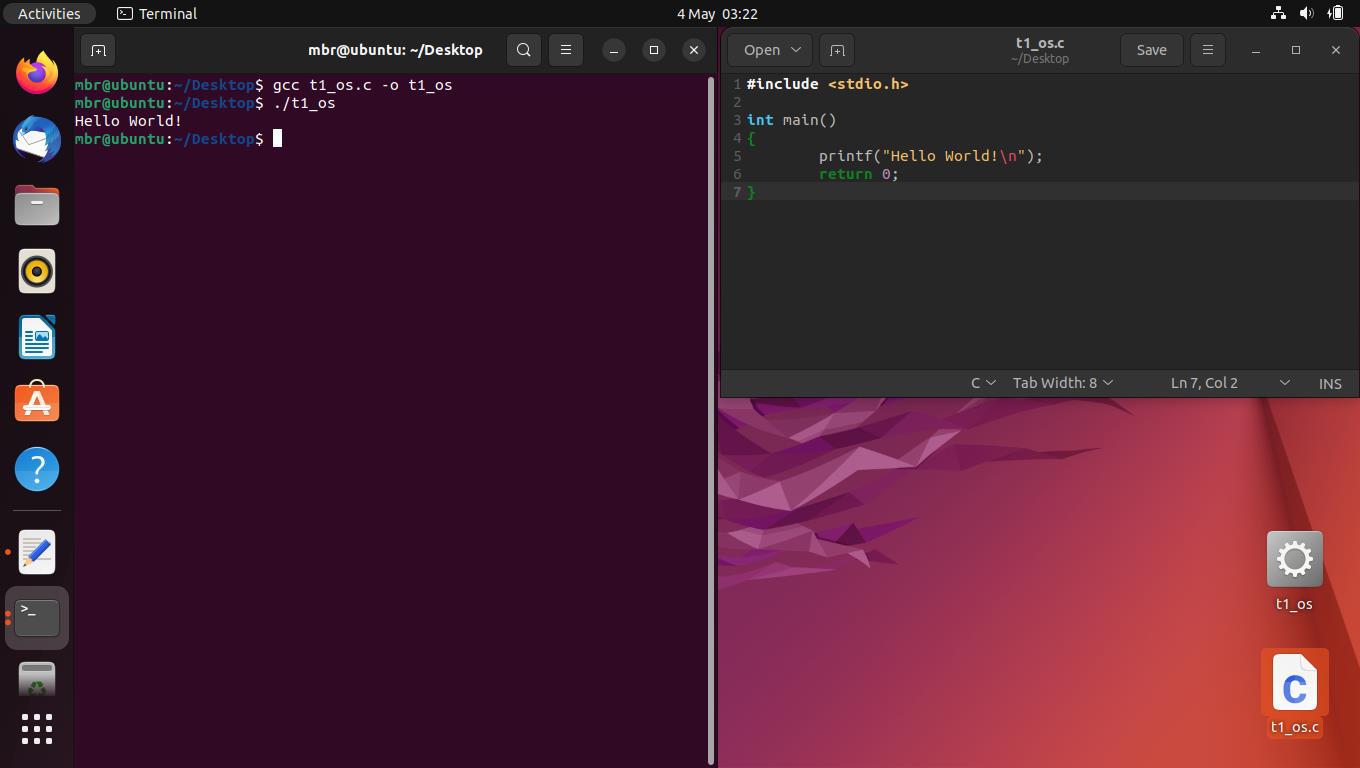 Activities
Terminal
4 May 03:22
mbr@ubuntu: ~/Desktop
mbr@ubuntu:~/Desktop$ gcc t1_os.c -o t1_os
mbr@ubuntu:~/Desktop$ ./t1_os
Hello World!
mbr@ubuntu:~/Desktop$
Open
t1_os.c
~/Desktop
Save
1 #include <stdio.h>
2
3 int main()
4 {
5         printf("Hello World!\n");
6         return 0;
7 }
C
Tab Width: 8
Ln 7, Col 2
INS
t1_os
t1_os.c